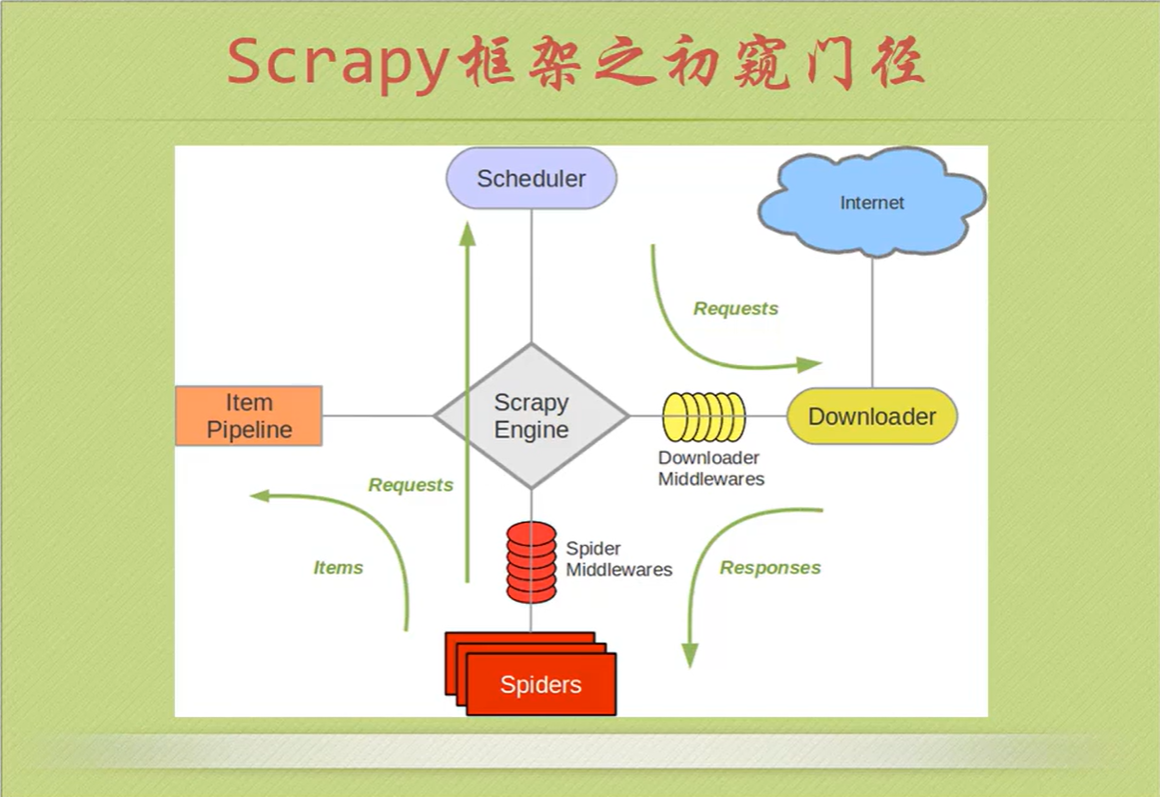 Scrapy框架之初窥门径
Scheduler
Internet
Requests
Item
Pipeline
Scrapy
Engine
Downloader
Downloader
Middlewares
Requests
Items
Spider
Middlewares
Responses
Spiders